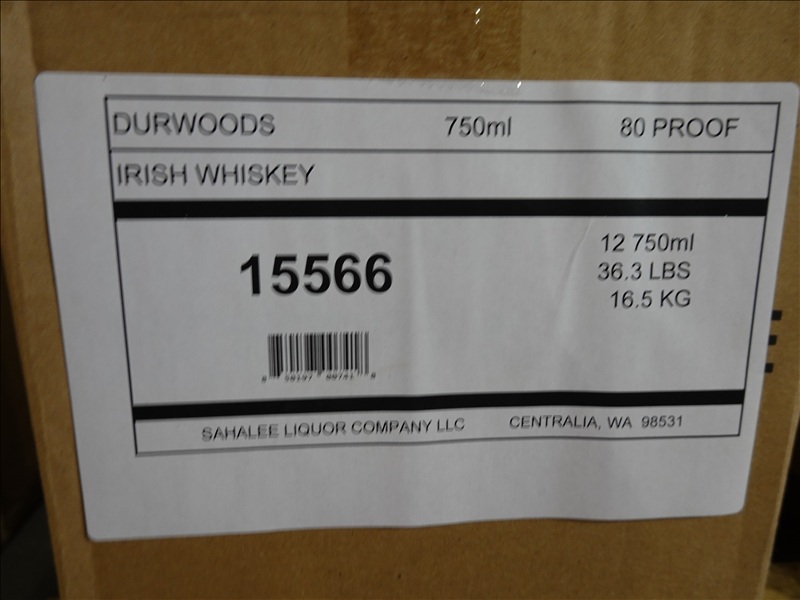 DURWOODS 750ml 80 PROOF
IRISH WHISKEY
15566
12 750ml
36.3 LBS
16.5 KG
SAHALEE LIQUOR COMPANY LLC CENTRALIA, WA 98531